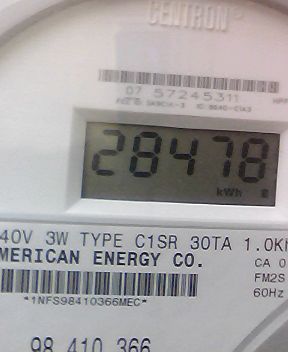 CENTRON
07 57245311
28478
kWh
40V 3W TYPE C1SR 30TA 1.0K
MERICAN ENERGY CO.
CA 0
FM2S
*1NFS98410366MEC*
60Hz
98 410 366